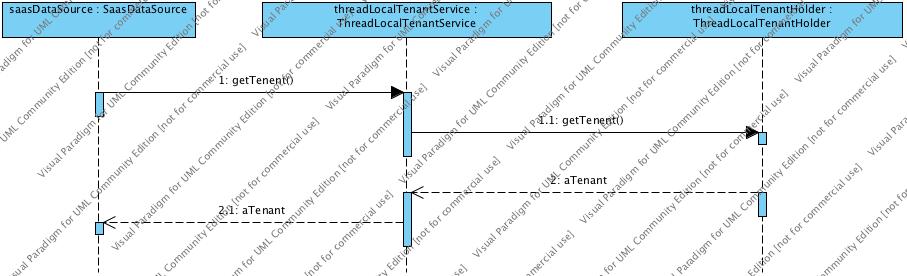 saasDataSource : SaasDataSource
threadLocalTenantService :
ThreadLocalTenantService
threadLocalTenantHolder :
ThreadLocalTenantHolder
1: getTenent()
1.1: getTenent()
2: aTenant
2.1: aTenant
Visual Paradigm for UML Community Edition [not for commercial use]